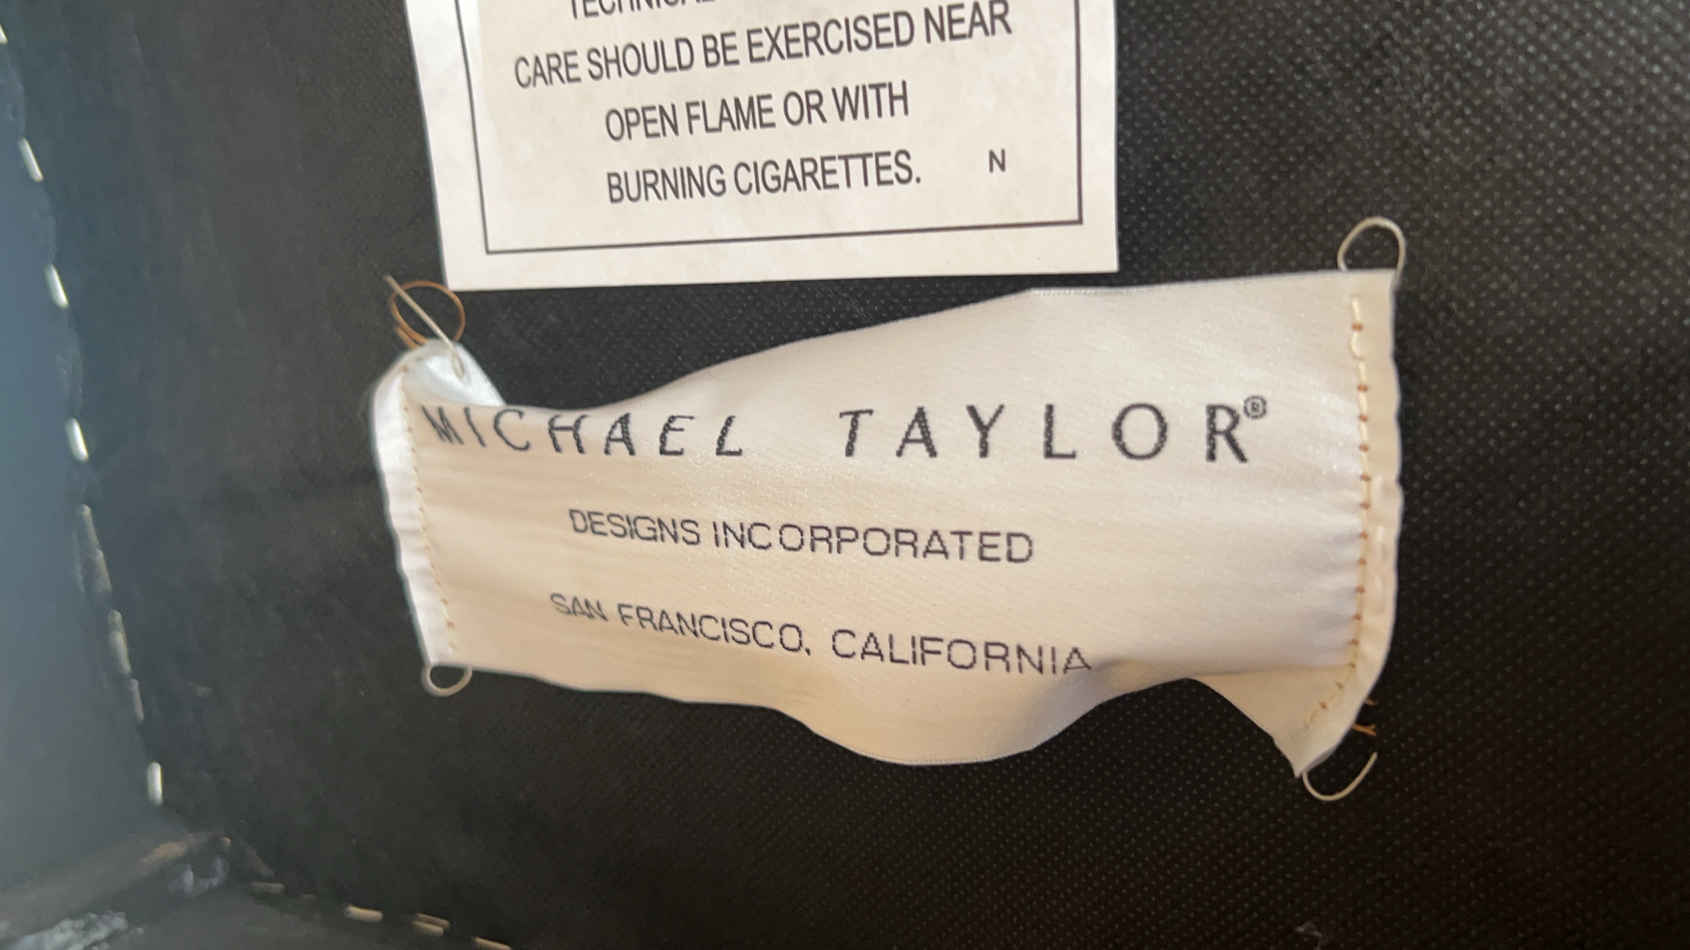 CARE SHOULD BE EXERCISED NEAR
OPEN FLAME OR WITH
BURNING CIGARETTES. N
MICHAEL TAYLOR®
DESIGNS INCORPORATED
SAN FRANCISCO, CALIFORNIA